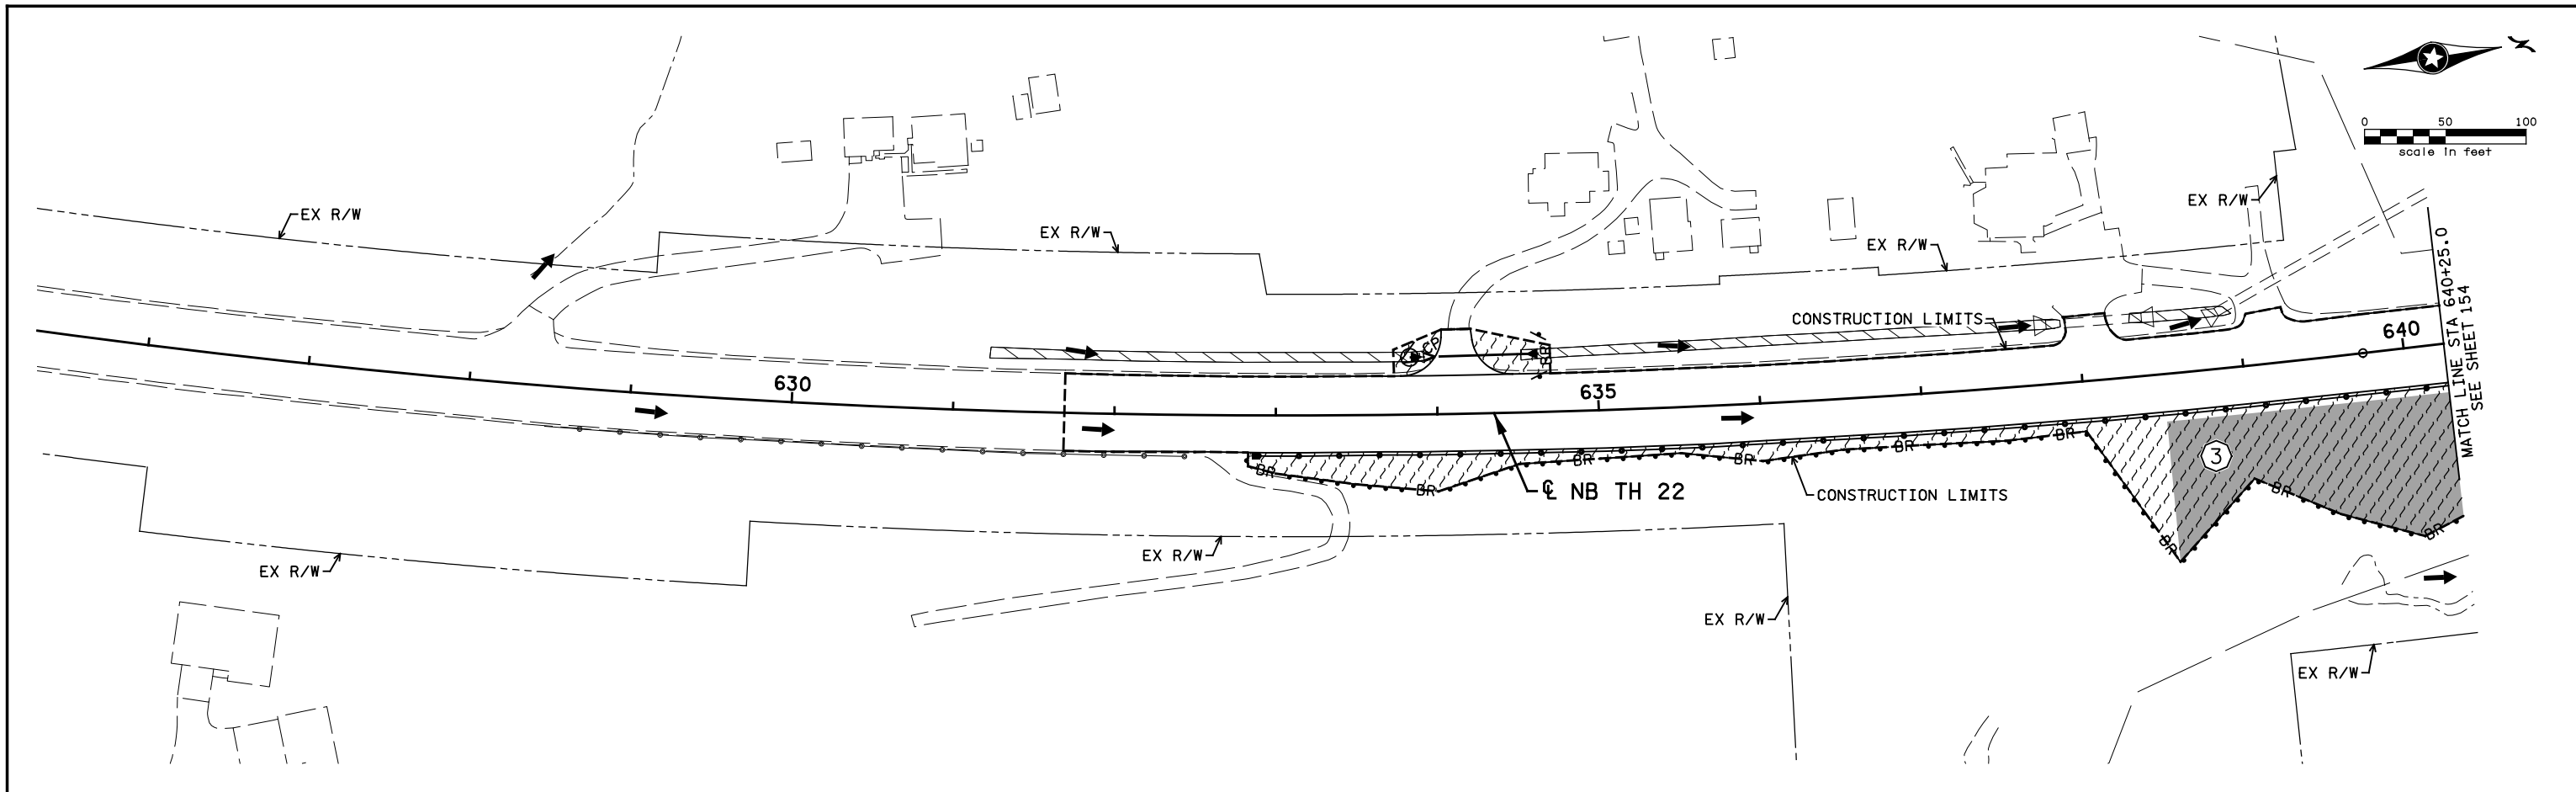 0 50 100
scale in feet
EX R/W
EX R/W
EX R/W
EX R/W
CONSTRUCTION LIMITS
MATCH LINE STA 640+25.0
SEE SHEET 154
630
635
640
BR
BR
BR
BR
BR
BR
BR
3
BR
BR
BR
℄ NB TH 22
CONSTRUCTION LIMITS
EX R/W
EX R/W
EX R/W
EX R/W